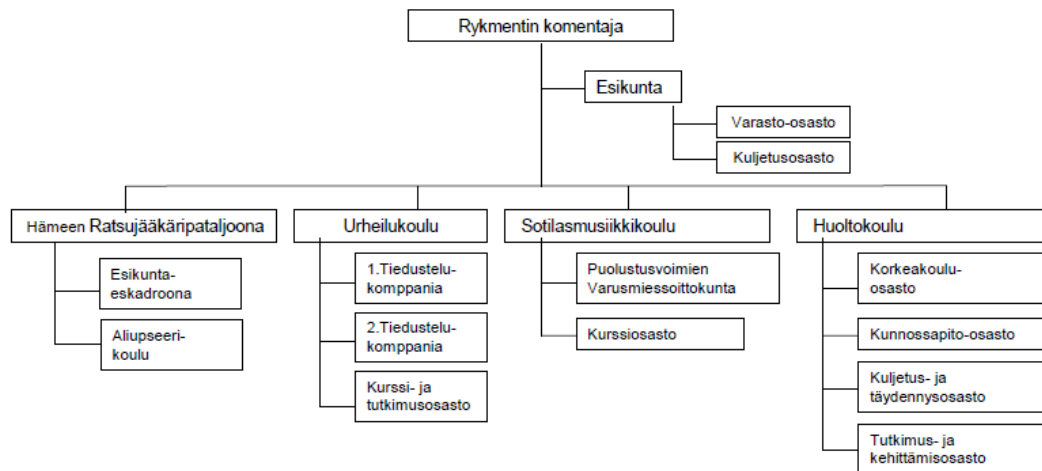 Rykmentin komentaja
Esikunta
Varasto-osasto
Kuljetusosasto
Hämeen Ratsujääkäripataljoona
Esikunta-
eskadroona
Aliupseeri-
koulu
Urheilukoulu
1.Tiedustelu-
komppania
2.Tiedustelu-
komppania
Kurssi- ja
tutkimusosasto
Sotilasmusiikkikoulu
Puolustusvoimien
Varusmiessoittokunta
Kurssiosasto
Huoltokoulu
Korkeakoulu-
osasto
Kunnossapito-osasto
Kuljetus- ja
täydennysosasto
Tutkimus- ja
kehittämisosasto